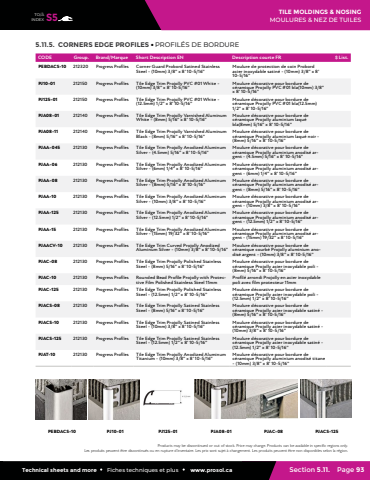 TILE INDEX S5
TILE MOLDINGS & NOSING
MOULURES & NEZ DE TUILES
5.11.5. CORNERS EDGE PROFILES • PROFILÉS DE BORDURE
CODE Group. Brand/Marque Short Description EN Description courte FR $ List.
PEBDACS-10 212320 Progress Profiles Corner Guard Probord Satined Stainless Steel - (10mm) 3/8" x 8' 10-5/16" Moulure de protection de coin Probord acier inoxydable satiné - (10mm) 3/8" x 8' 10-5/16"
PJ10-01 212150 Progress Profiles Tile Edge Trim Projolly PVC #01 White - (10mm) 3/8" x 8' 10-5/16" Moulure décorative pour bordure de céramique Projolly PVC #01 bla(10mm) 3/8" x 8' 10-5/16"
PJ125-01 212150 Progress Profiles Tile Edge Trim Projolly PVC #01 White - (12.5mm) 1/2" x 8' 10-5/16" Moulure décorative pour bordure de céramique Projolly PVC #01 bla(12.5mm) 1/2" x 8' 10-5/16"
PJA08-01 212140 Progress Profiles Tile Edge Trim Projolly Varnished Aluminum White - (8mm) 5/16" x 8' 10-5/16" Moulure décorative pour bordure de céramique Projolly aluminum laqué bla(8mm) 5/16" x 8' 10-5/16"
PJA08-11 212140 Progress Profiles Tile Edge Trim Projolly Varnished Aluminum Black - (8mm) 5/16" x 8' 10-5/16" Moulure décorative pour bordure de céramique Projolly aluminum laqué noir - (8mm) 5/16" x 8' 10-5/16"
PJAA-045 212130 Progress Profiles Tile Edge Trim Projolly Anodized Aluminum Silver - (4.5mm) 3/16" x 8' 10-5/16" Moulure décorative pour bordure de céramique Projolly aluminum anodisé argent - (4.5mm) 3/16" x 8' 10-5/16"
PJAA-06 212130 Progress Profiles Tile Edge Trim Projolly Anodized Aluminum Silver - (6mm) 1/4" x 8' 10-5/16" Moulure décorative pour bordure de céramique Projolly aluminum anodisé argent - (6mm) 1/4" x 8' 10-5/16"
PJAA-08 212130 Progress Profiles Tile Edge Trim Projolly Anodized Aluminum Silver - (8mm) 5/16" x 8' 10-5/16" Moulure décorative pour bordure de céramique Projolly aluminum anodisé argent - (8mm) 5/16" x 8' 10-5/16"
PJAA-10 212130 Progress Profiles Tile Edge Trim Projolly Anodized Aluminum Silver - (10mm) 3/8" x 8' 10-5/16" Moulure décorative pour bordure de céramique Projolly aluminum anodisé argent - (10mm) 3/8" x 8' 10-5/16"
PJAA-125 212130 Progress Profiles Tile Edge Trim Projolly Anodized Aluminum Silver - (12.5mm) 1/2" x 8' 10-5/16" Moulure décorative pour bordure de céramique Projolly aluminum anodisé argent - (12.5mm) 1/2" x 8' 10-5/16"
PJAA-15 212130 Progress Profiles Tile Edge Trim Projolly Anodized Aluminum Silver - (15mm) 19/32" x 8' 10-5/16" Moulure décorative pour bordure de céramique Projolly aluminum anodisé argent - (15mm) 19/32" x 8' 10-5/16"
PJAACV-10 212130 Progress Profiles Tile Edge Trim Curved Projolly Anodized Aluminium Silver - (10mm) 3/8" x 8' 10-5/16" Moulure décorative pour bordure de céramique courbe Projolly aluminum anodisé argent - (10mm) 3/8" x 8' 10-5/16"
PJAC-08 212130 Progress Profiles Tile Edge Trim Projolly Polished Stainless Steel - (8mm) 5/16" x 8' 10-5/16" Moulure décorative pour bordure de céramique Projolly acier inoxydable poli - (8mm) 5/16" x 8' 10-5/16"
PJAC-10 212130 Progress Profiles Rounded Bead Profile Projolly with Protective Film Polished Stainless Steel 11mm Profilé arrondi Projolly en acier inoxydable poli avec film protecteur 11mm
PJAC-125 212130 Progress Profiles Tile Edge Trim Projolly Polished Stainless Steel - (12.5mm) 1/2" x 8' 10-5/16" Moulure décorative pour bordure de céramique Projolly acier inoxydable poli - (12.5mm) 1/2" x 8' 10-5/16"
PJACS-08 212130 Progress Profiles Tile Edge Trim Projolly Satined Stainless Steel - (8mm) 5/16" x 8' 10-5/16" Moulure décorative pour bordure de céramique Projolly acier inoxydable satiné - (8mm) 5/16" x 8' 10-5/16"
PJACS-10 212130 Progress Profiles Tile Edge Trim Projolly Satined Stainless Steel - (10mm) 3/8" x 8' 10-5/16" Moulure décorative pour bordure de céramique Projolly acier inoxydable satiné - (10mm) 3/8" x 8' 10-5/16"
PJACS-125 212130 Progress Profiles Tile Edge Trim Projolly Satined Stainless Steel - (12.5mm) 1/2" x 8' 10-5/16" Moulure décorative pour bordure de céramique Projolly acier inoxydable satiné - (12.5mm) 1/2" x 8' 10-5/16"
PJAT-10 212130 Progress Profiles Tile Edge Trim Projolly Anodized Aluminum Titanium - (10mm) 3/8" x 8' 10-5/16" Moulure décorative pour bordure de céramique Projolly aluminum anodisé titane - (10mm) 3/8" x 8' 10-5/16"
PEBDACS-10 PJ10-01 PJ125-01 PJA08-01 PJAC-08 PJACS-125
Products may be discontinued or out of stock. Price may change. Products can be available in specific regions only.
Les produits peuvent être discontinués ou en rupture d'inventaire. Les prix sont sujet à changement. Les produits peuvent être non disponibles selon la région.
Technical sheets and more • Fiches techniques et plus • www.prosol.ca Section 5.11. Page 93